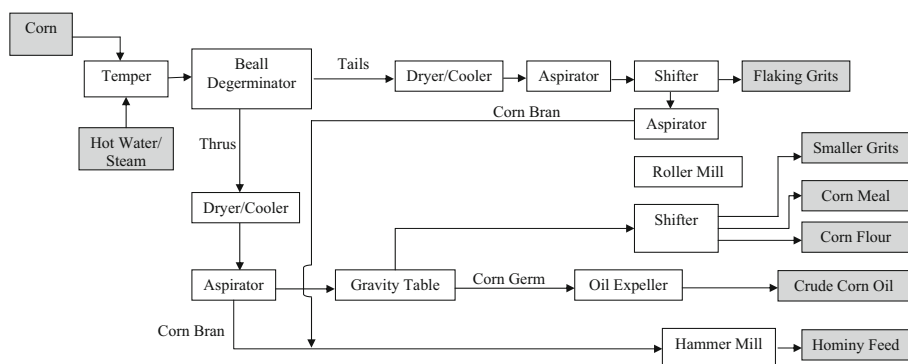 Corn
Temper
Hot Water/
Steam
Beall
Degerminator
Tails
Dryer/Cooler
Aspirator
Shifter
Flaking Grits
Corn Bran
Aspirator
Thrus
Roller Mill
Smaller Grits
Dryer/Cooler
Shifter
Corn Meal
Corn Flour
Aspirator
Gravity Table
Corn Germ
Oil Expeller
Crude Corn Oil
Corn Bran
Hammer Mill
Hominy Feed